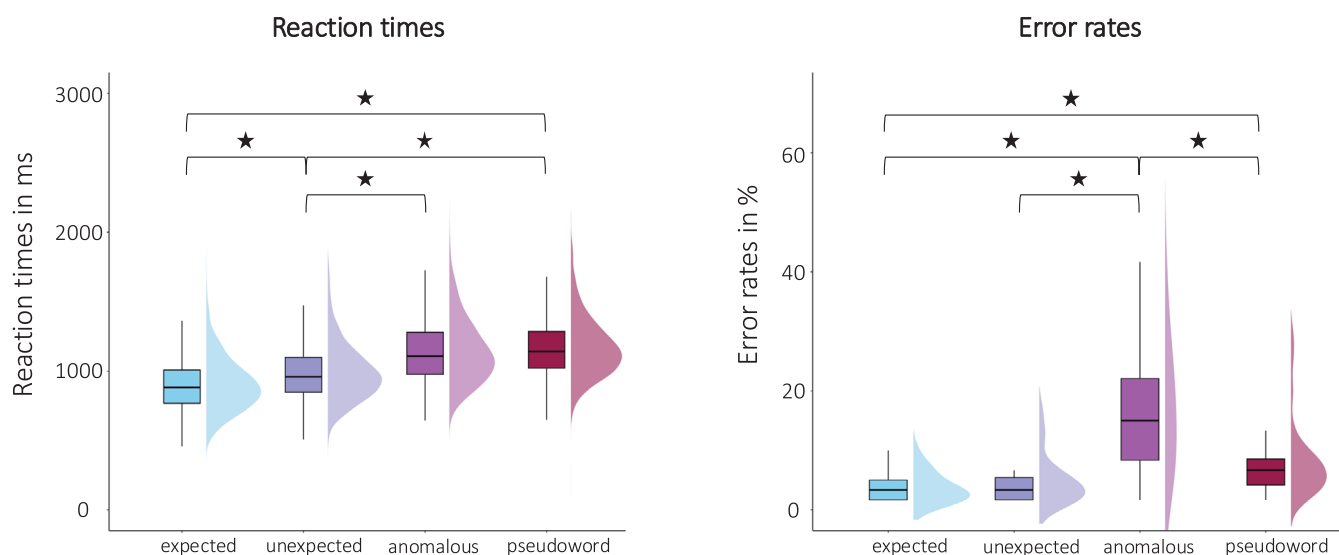 Reaction times
Reaction times in ms
3000
2000
1000
0
expected unexpected anomalous pseudoword
Error rates
Error rates in %
60
40
20
0
expected unexpected anomalous pseudoword